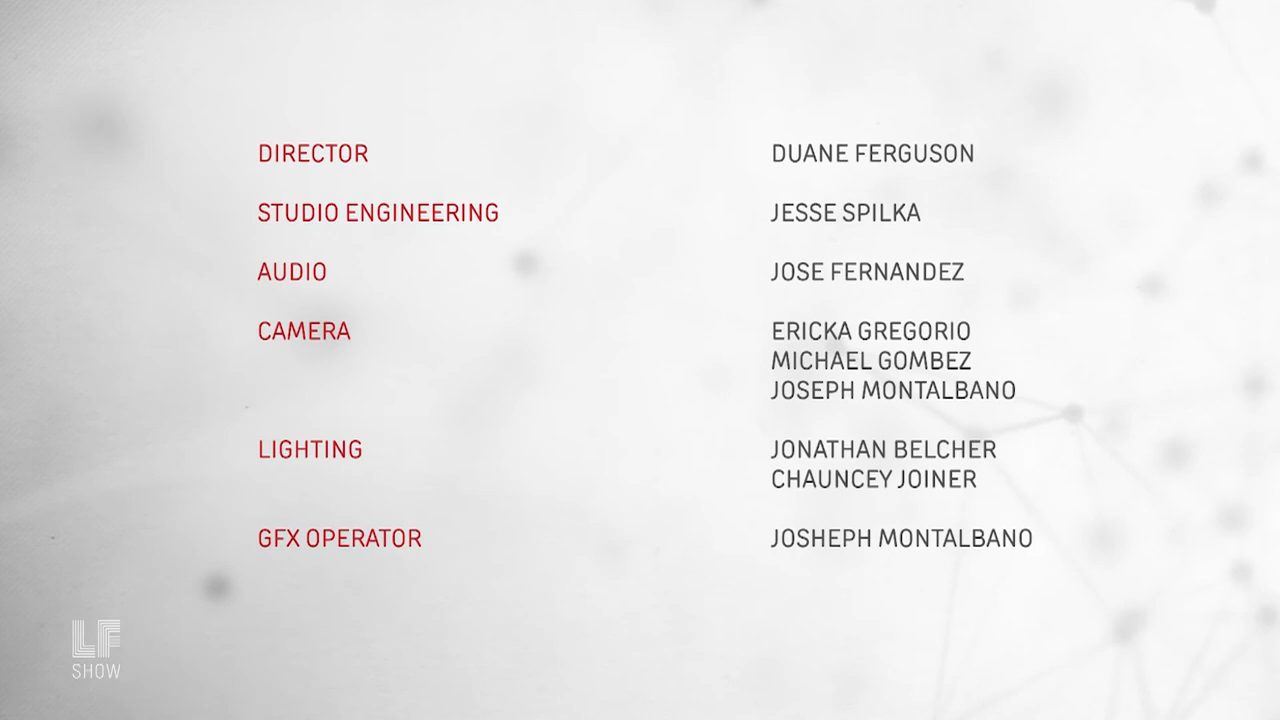 DIRECTOR DUANE FERGUSON
STUDIO ENGINEERING JESSE SPILKA
AUDIO JOSE FERNANDEZ
CAMERA ERICKA GREGORIO
MICHAEL GOMBEZ
JOSEPH MONTALBANO
LIGHTING JONATHAN BELCHER
CHAUNCEY JOINER
GFX OPERATOR JOSHEPH MONTALBANO
LF
SHOW